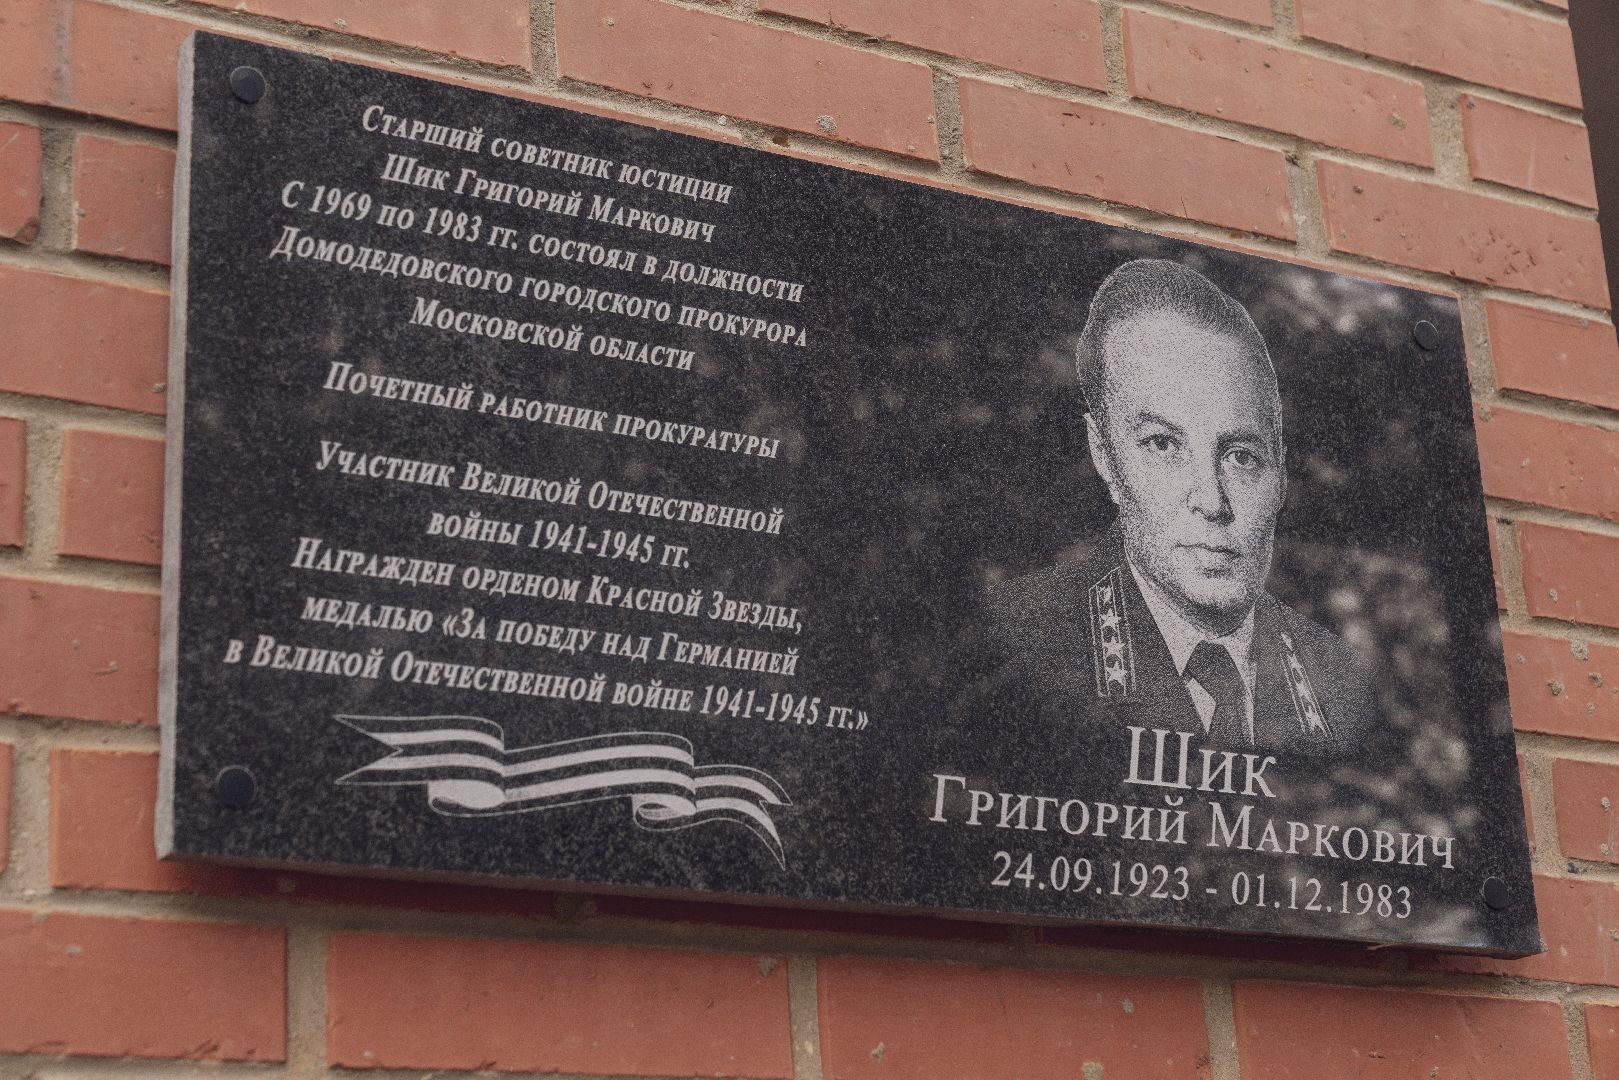 Старший советник юстиции
Шик Григорий Маркович
С 1969 по 1983 гг. состоял в должности
Домодедовского городского прокурора
Московской области
Почетный работник прокуратуры
Участник Великой Отечественной
войны 1941-1945 гг.
Награжден орденом Красной Звезды,
медалью «За победу над Германией
в Великой Отечественной войне 1941-1945 гг.»
Шик
Григорий Маркович
24.09.1923 - 01.12.1983